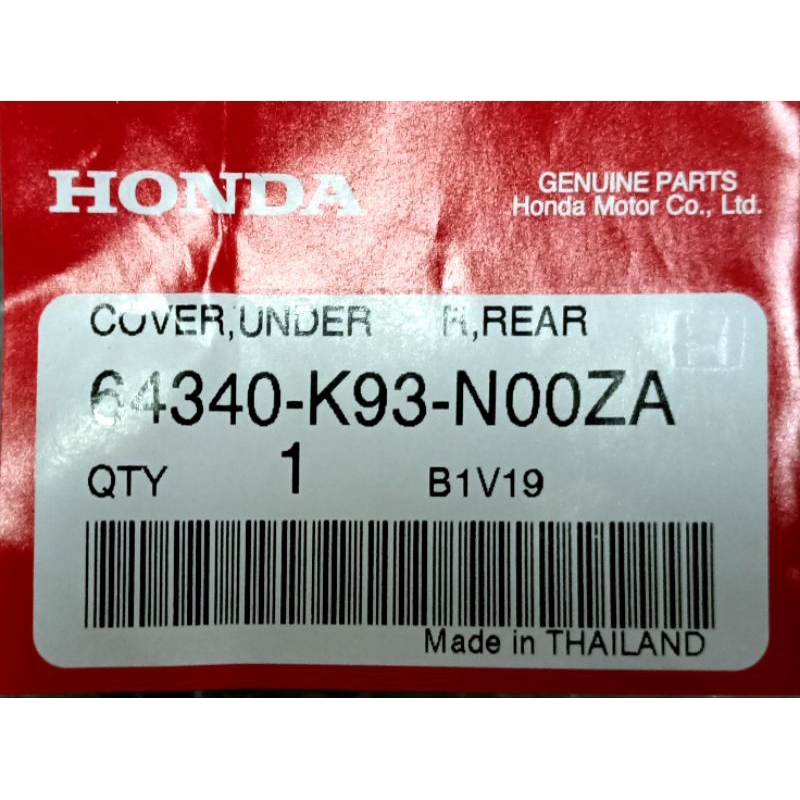 HONDA
GENUINE PARTS
Honda Motor Co., Ltd.
COVER,UNDER R,REAR
64340-K93-N00ZA
QTY 1 B1V19
Made in THAILAND